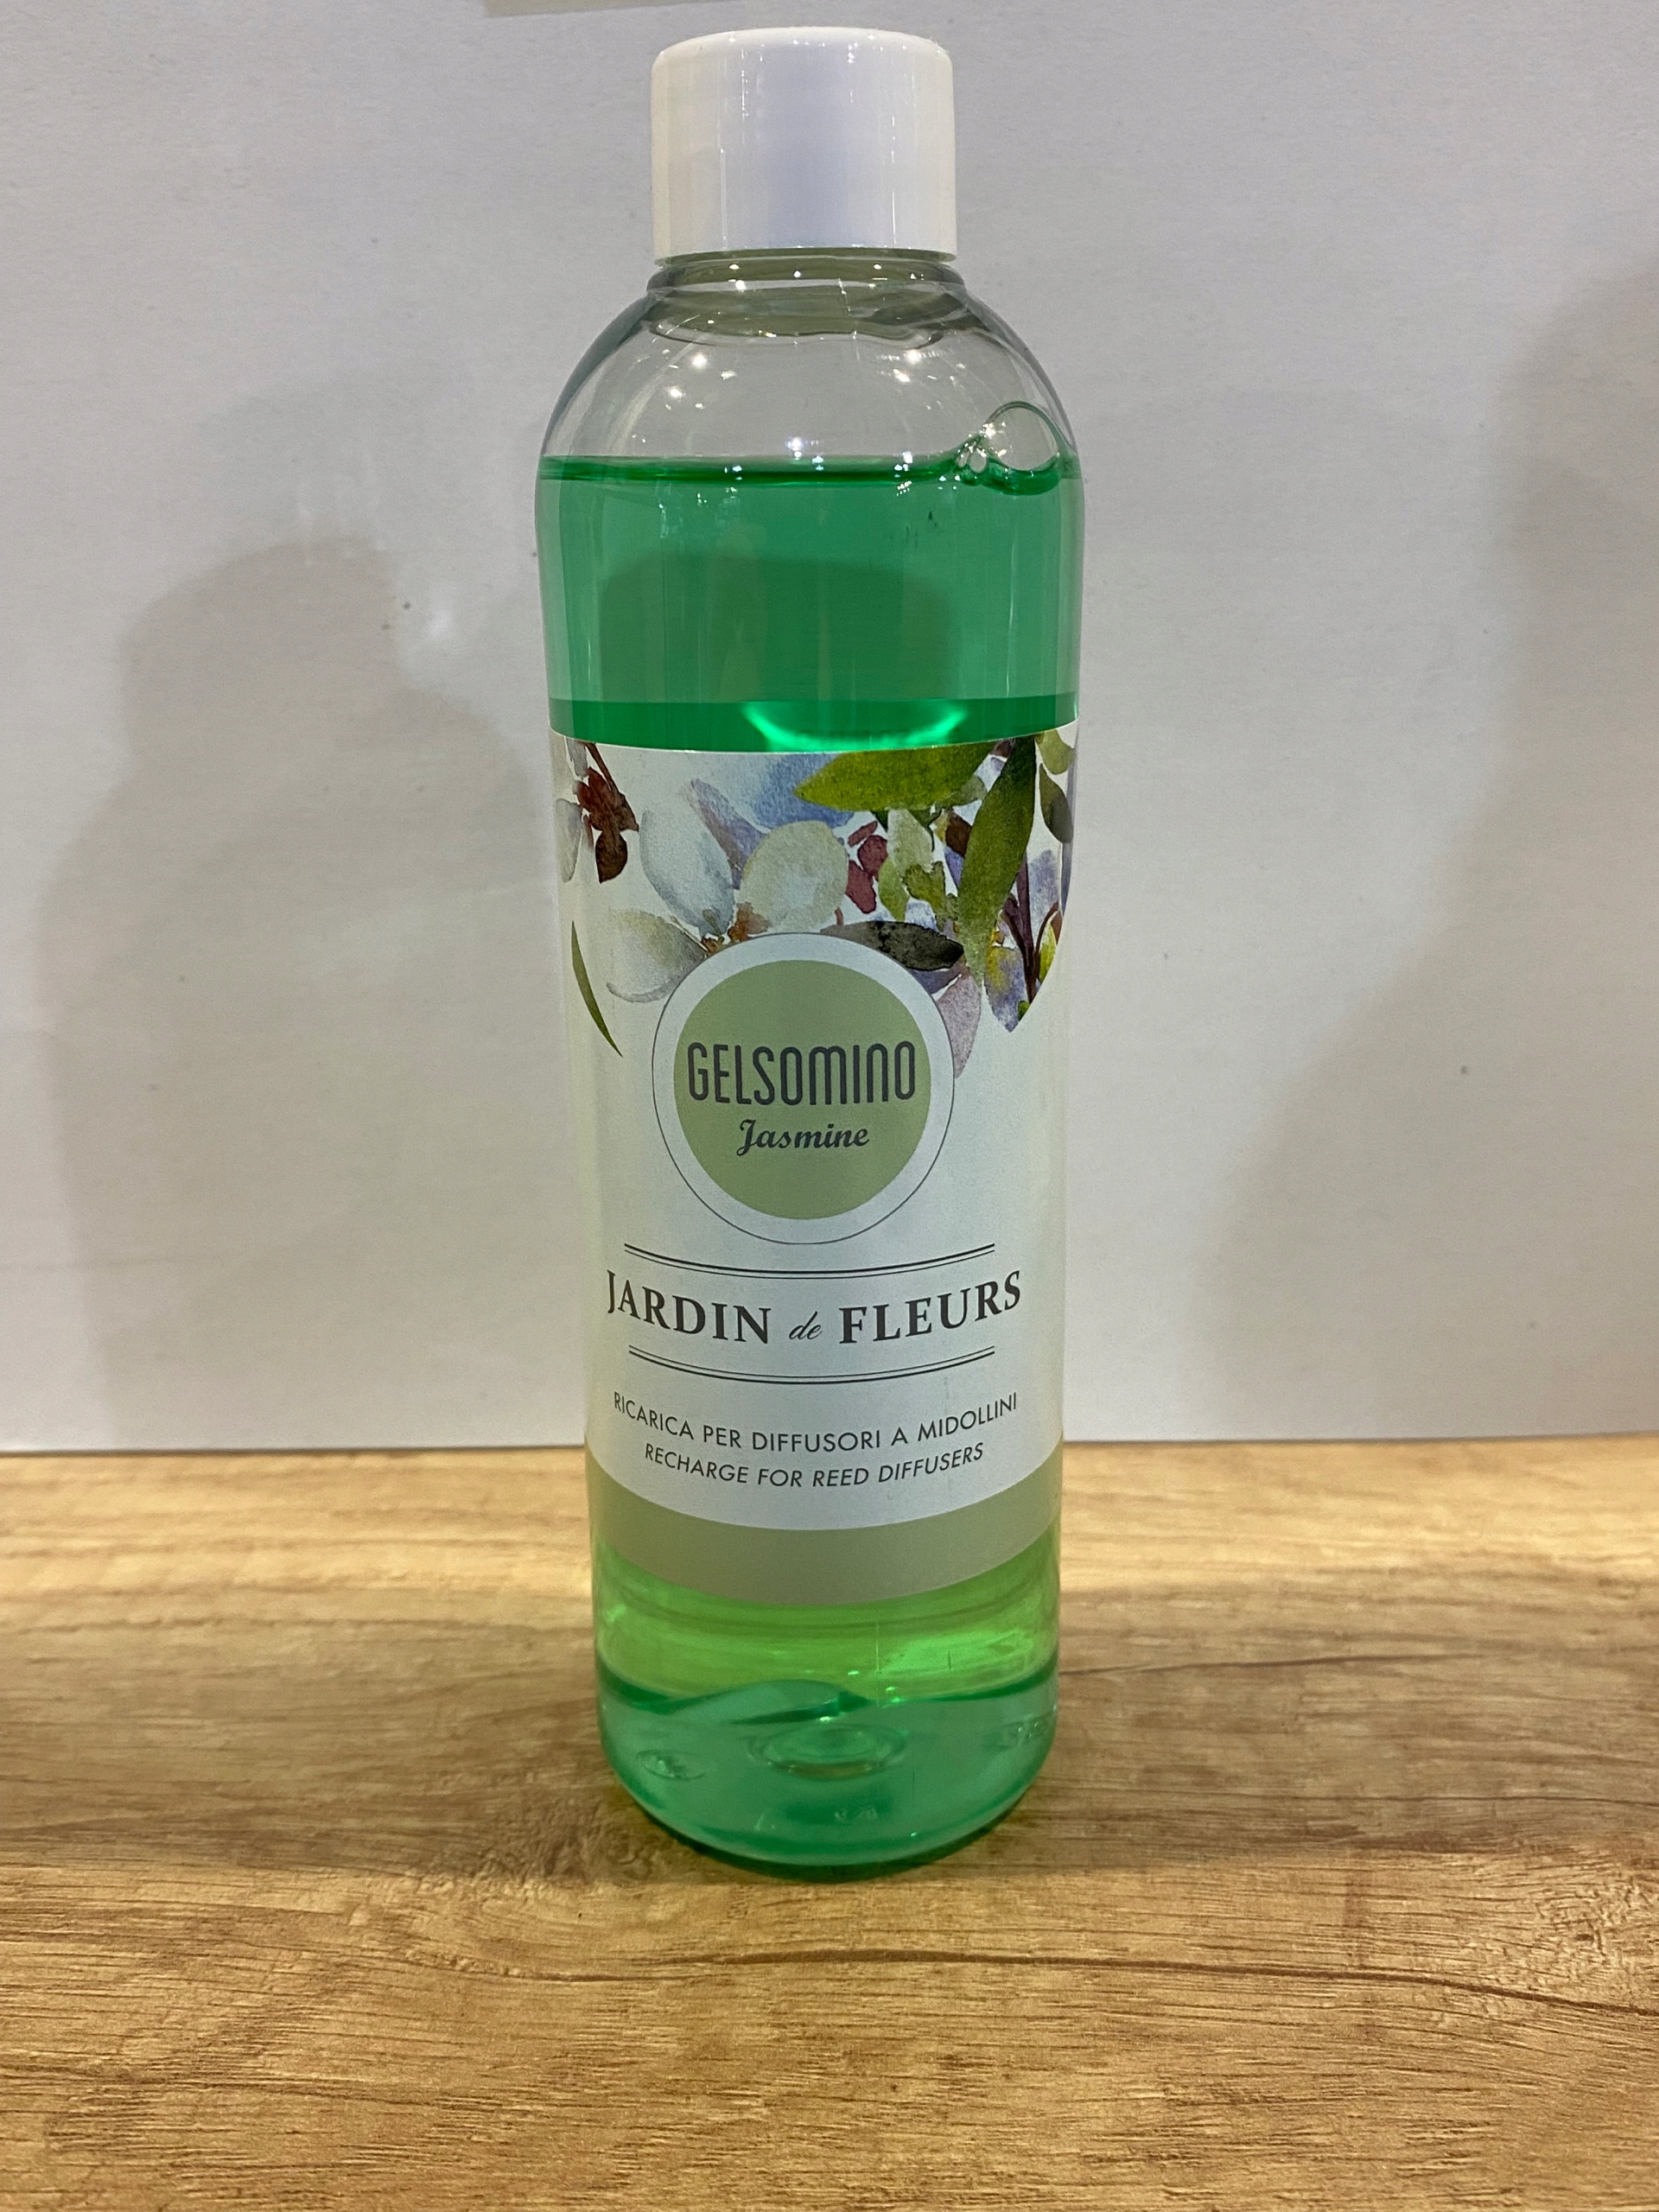 GELSOMINO
Jasmine
JARDIN de FLEURS
RICARICA PER DIFFUSORI A MIDOLLINI
RECHARGE FOR REED DIFFUSERS